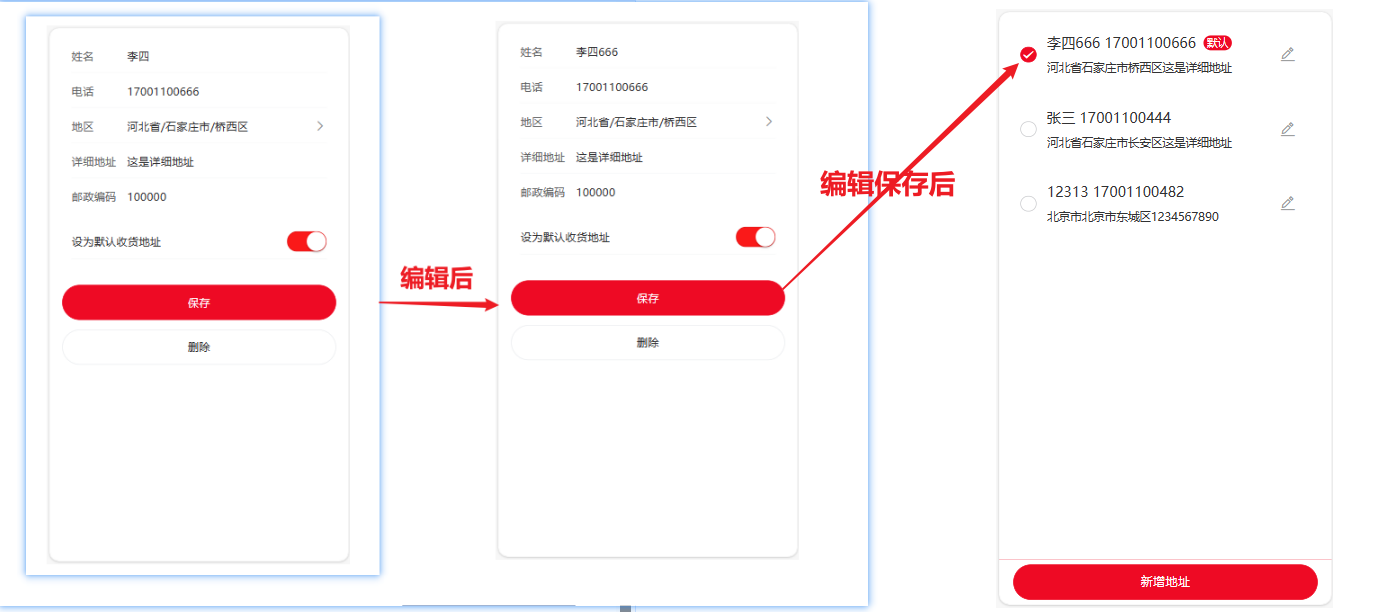 姓名 李四
电话 17001100666
地区 河北省/石家庄市/桥西区
详细地址 这是详细地址
邮政编码 100000
设为默认收货地址
保存
删除
编辑后
姓名 李四666
电话 17001100666
地区 河北省/石家庄市/桥西区
详细地址 这是详细地址
邮政编码 100000
设为默认收货地址
保存
删除
编辑保存后
李四666 17001100666 默认
河北省石家庄市桥西区这是详细地址
张三 17001100444
河北省石家庄市长安区这是详细地址
12313 17001100482
北京市北京市东城区1234567890
新增地址